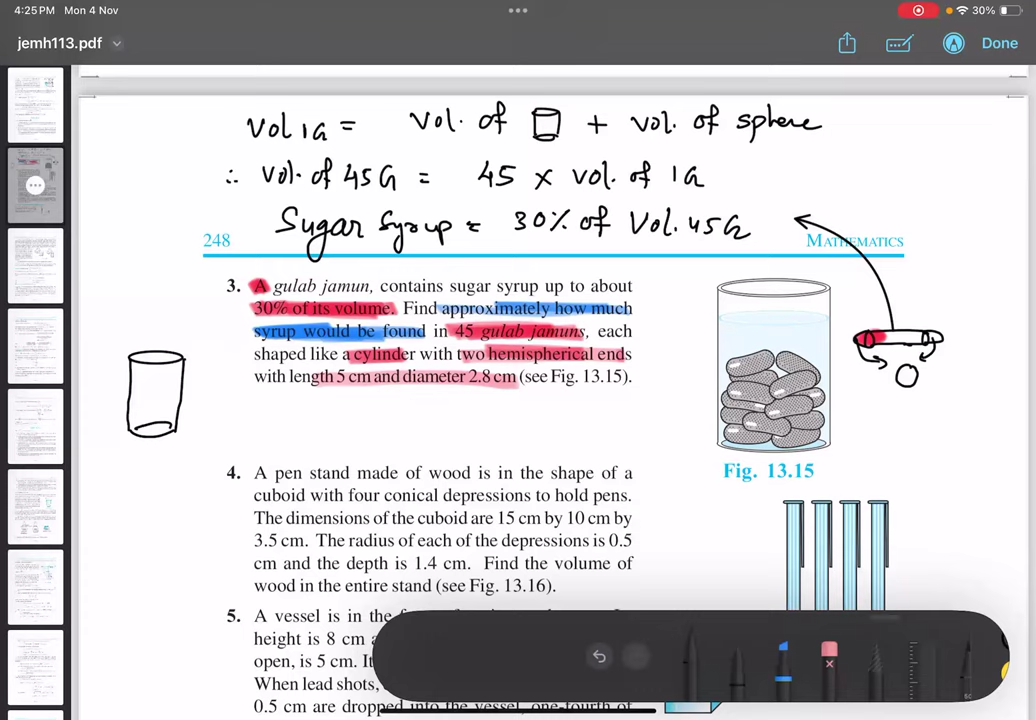 4:25 PM Mon 4 Nov
30%
jemh113.pdf
Done
Vol 1G = Vol. of + vol. of sphere
∴ Vol. of 45G = 45 × vol. of 1G
Sugar Syrup = 30% of Vol. 45G
248 MATHEMATICS
3. A gulab jamun, contains sugar syrup up to about
30% of its volume. Find approximately how much
syrup would be found in 45 gulab jamuns, each
shaped like a cylinder with two hemispherical ends
with length 5 cm and diameter 2.8 cm (see Fig. 13.15).
Fig. 13.15
4. A pen stand made of wood is in the shape of a
cuboid with four conical depressions to hold pens.
The dimensions of the cuboid are 15 cm by 10 cm by
3.5 cm. The radius of each of the depressions is 0.5
cm and the depth is 1.4 cm. Find the volume of
wood in the entire stand (see Fig. 13.16).
5. A vessel is in the
height is 8 cm
open, is 5 cm. It
When lead shots,
0.5 cm are dropped into the vessel, one-fourth of